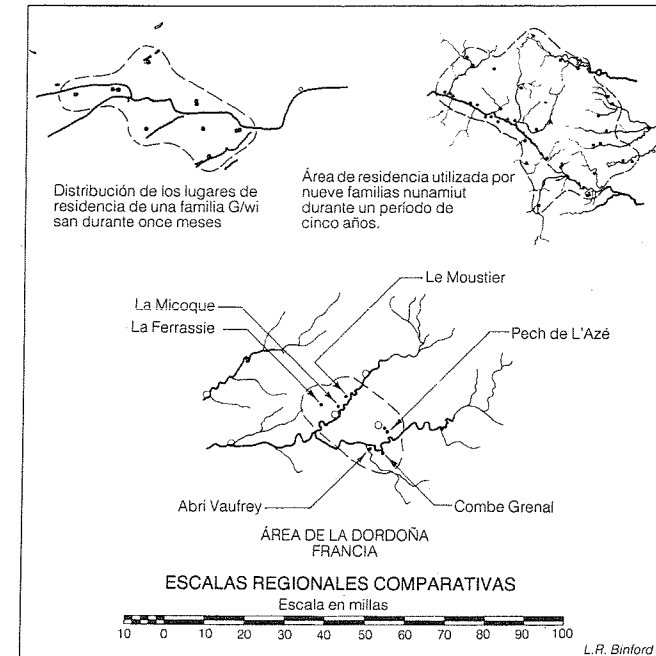 Distribución de los lugares de
residencia de una familia G/wi
san durante once meses
Área de residencia utilizada por
nueve familias nunamiut
durante un período de
cinco años.
Le Moustier
La Micoque
La Ferrassie
Pech de L'Azé
Abri Vaufrey
Combe Grenal
ÁREA DE LA DORDOÑA
FRANCIA
ESCALAS REGIONALES COMPARATIVAS
Escala en millas
10 0 10 20 30 40 50 60 70 80 90 100
L.R. Binford